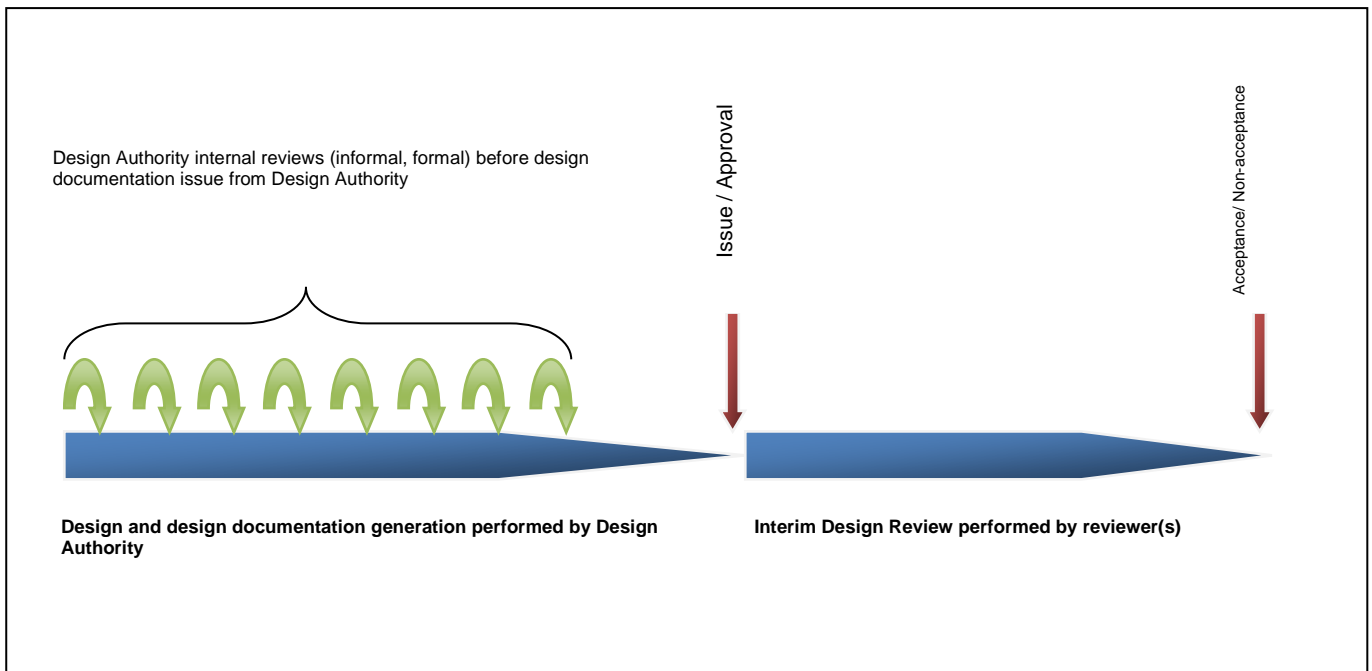 Design Authority internal reviews (informal, formal) before design
documentation issue from Design Authority
Issue / Approval
Acceptance/ Non-acceptance
Design and design documentation generation performed by Design
Authority
Interim Design Review performed by reviewer(s)